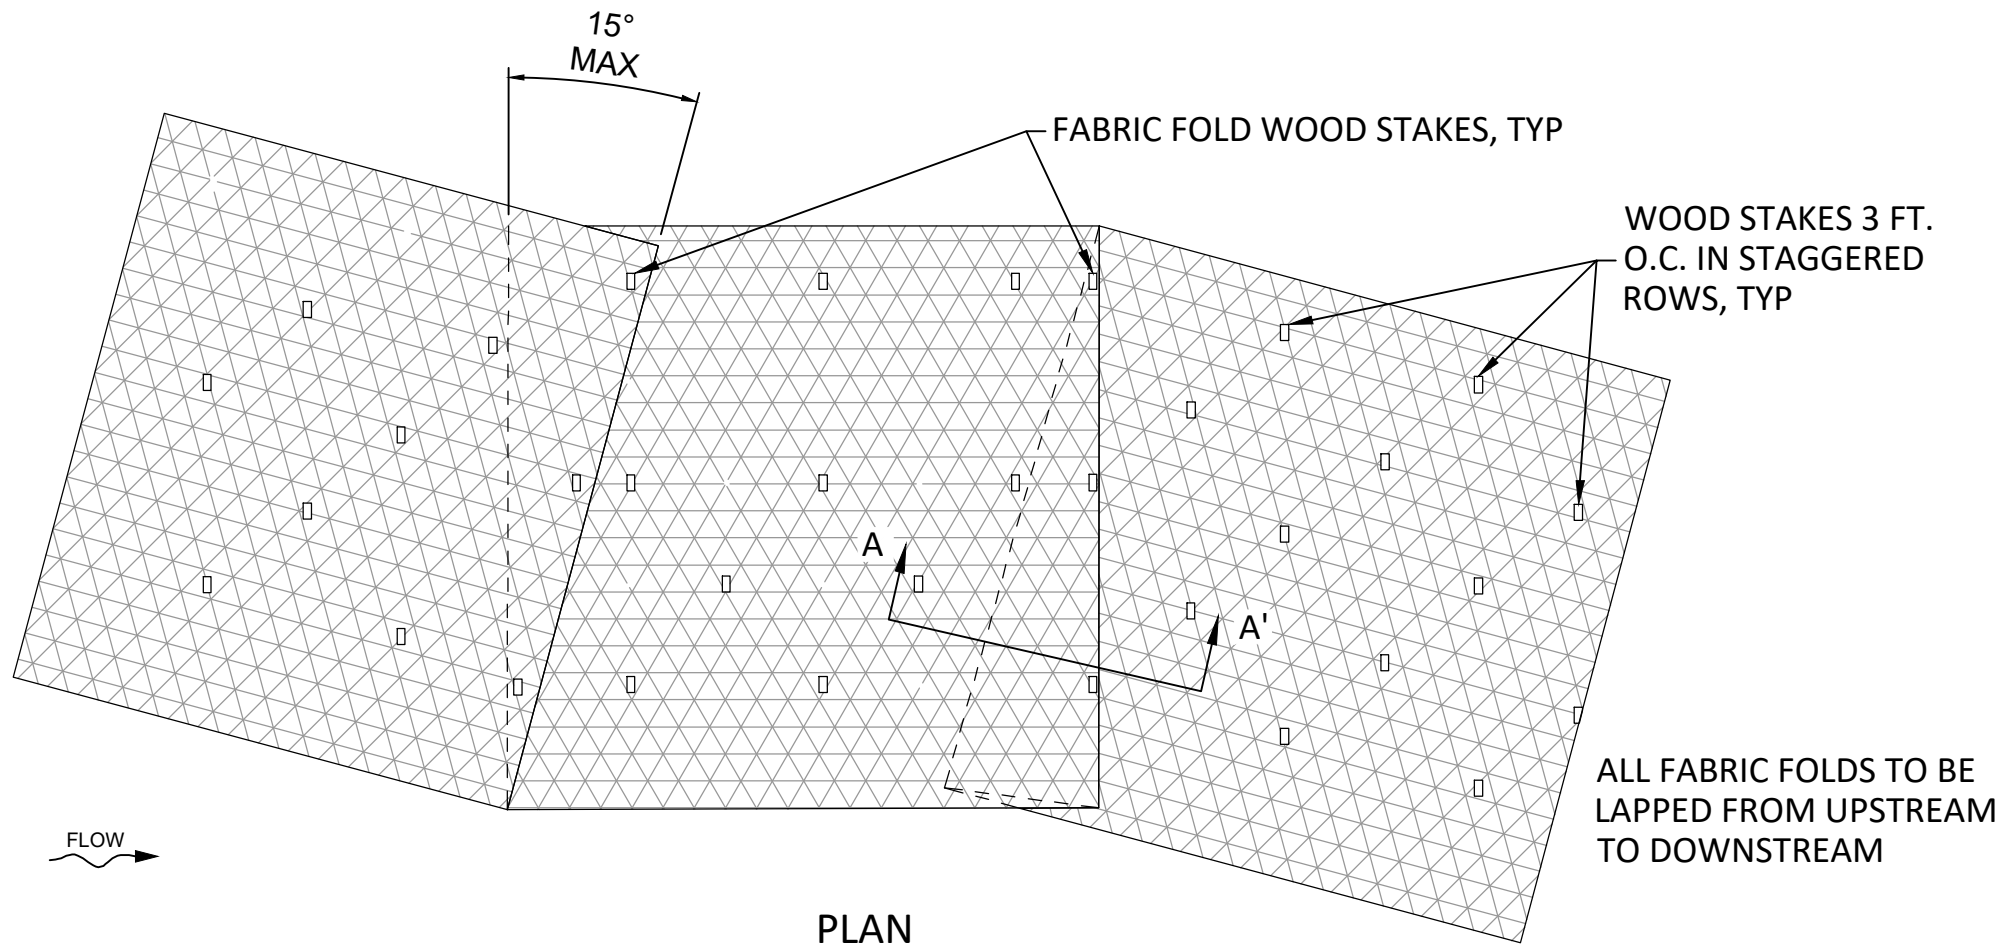 15°
MAX
FABRIC FOLD WOOD STAKES, TYP
WOOD STAKES 3 FT.
O.C. IN STAGGERED
ROWS, TYP
A
A'
ALL FABRIC FOLDS TO BE
LAPPED FROM UPSTREAM
TO DOWNSTREAM
FLOW
PLAN